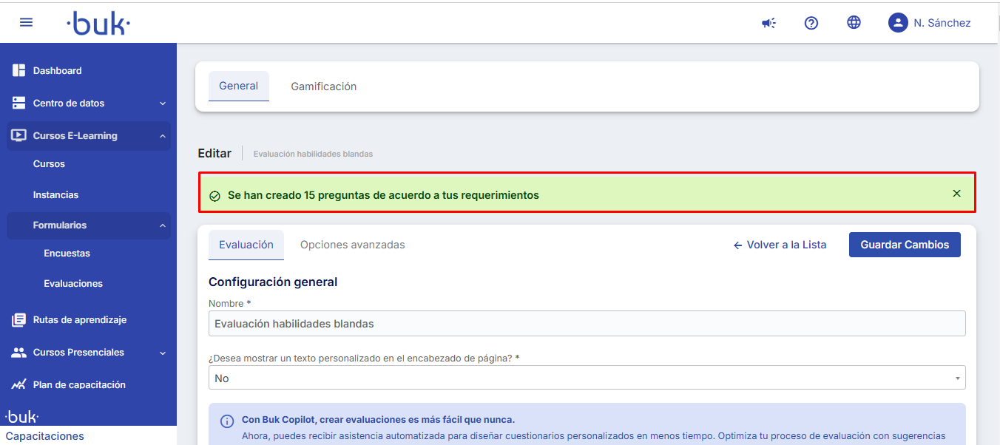 ·buk·
N. Sánchez
Dashboard
Centro de datos
Cursos E-Learning
Cursos
Instancias
Formularios
Encuestas
Evaluaciones
Rutas de aprendizaje
Cursos Presenciales
Plan de capacitación
·buk·
Capacitaciones
General
Gamificación
Editar
Evaluación habilidades blandas
Se han creado 15 preguntas de acuerdo a tus requerimientos
Evaluación
Opciones avanzadas
Volver a la Lista
Guardar Cambios
Configuración general
Nombre *
Evaluación habilidades blandas
¿Desea mostrar un texto personalizado en el encabezado de página? *
No
Con Buk Copilot, crear evaluaciones es más fácil que nunca.
Ahora, puedes recibir asistencia automatizada para diseñar cuestionarios personalizados en menos tiempo. Optimiza tu proceso de evaluación con sugerencias